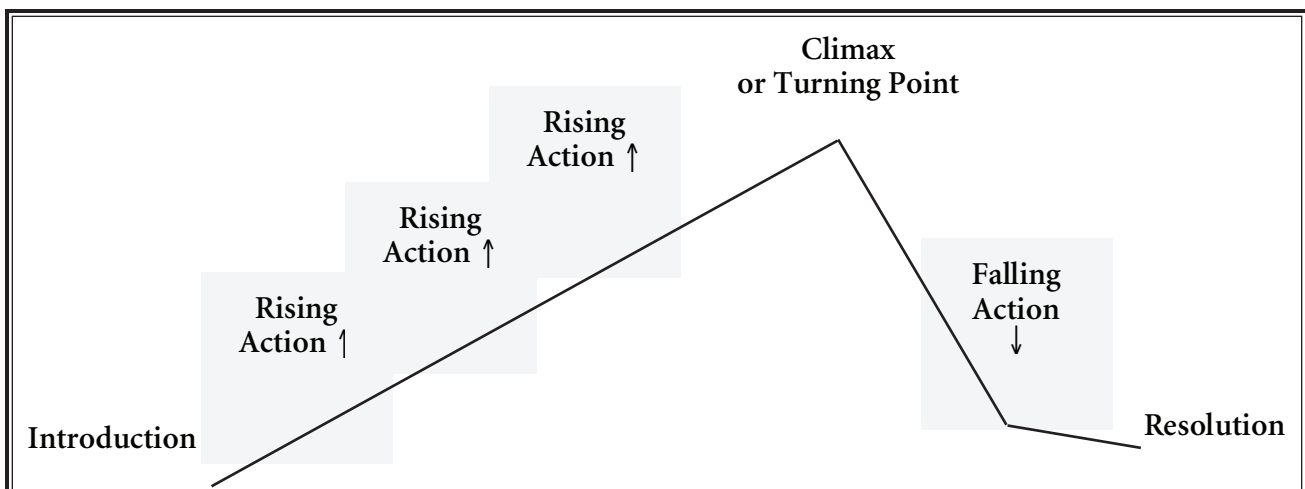 Climax
or Turning Point
Rising
Action ↑
Rising
Action ↑
Rising
Action ↑
Falling
Action
↓
Introduction
Resolution